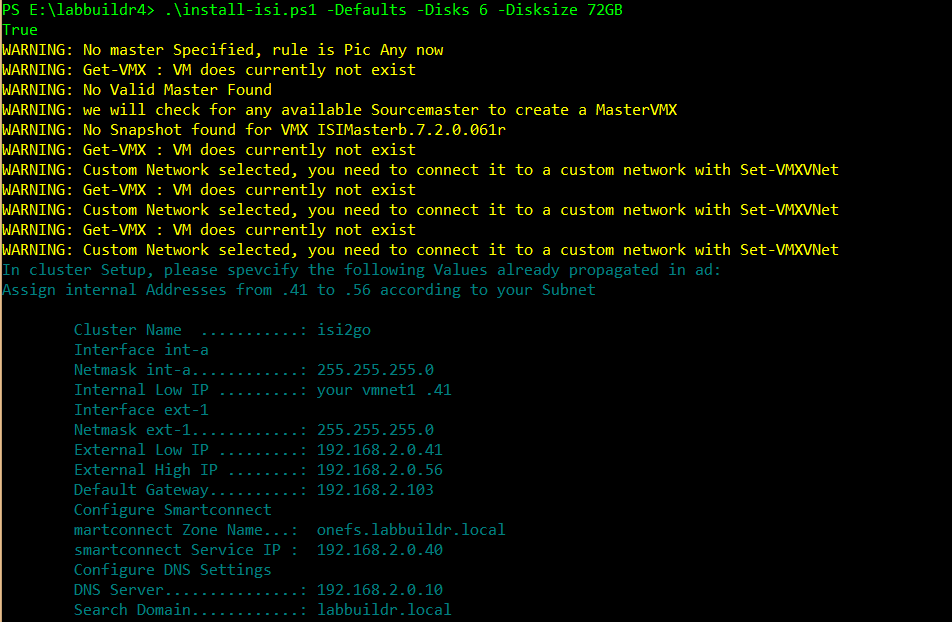 PS E:\labbuildr4> .\install-isi.ps1 -Defaults -Disks 6 -Disksize 72GB
True
WARNING: No master Specified, rule is Pic Any now
WARNING: Get-VMX : VM does currently not exist
WARNING: No Valid Master Found
WARNING: we will check for any available Sourcemaster to create a MasterVMX
WARNING: No Snapshot found for VMX ISIMasterb.7.2.0.061r
WARNING: Get-VMX : VM does currently not exist
WARNING: Custom Network selected, you need to connect it to a custom network with Set-VMXVNet
WARNING: Get-VMX : VM does currently not exist
WARNING: Custom Network selected, you need to connect it to a custom network with Set-VMXVNet
WARNING: Get-VMX : VM does currently not exist
WARNING: Custom Network selected, you need to connect it to a custom network with Set-VMXVNet
In cluster Setup, please spevcify the following Values already propagated in ad:
Assign internal Addresses from .41 to .56 according to your Subnet
Cluster Name  ...........: isi2go
Interface int-a
Netmask int-a............: 255.255.255.0
Internal Low IP .........: your vmnet1 .41
Interface ext-1
Netmask ext-1............: 255.255.255.0
External Low IP .........: 192.168.2.0.41
External High IP ........: 192.168.2.0.56
Default Gateway..........: 192.168.2.103
Configure Smartconnect
martconnect Zone Name...:  onefs.labbuildr.local
smartconnect Service IP :  192.168.2.0.40
Configure DNS Settings
DNS Server...............: 192.168.2.0.10
Search Domain............: labbuildr.local